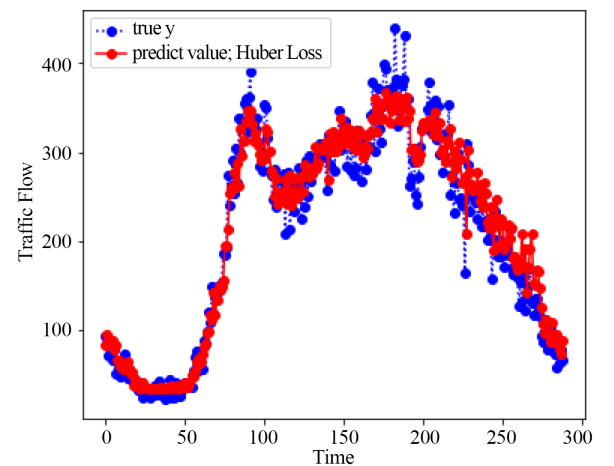 true y
predict value; Huber Loss
400
300
200
100
Traffic Flow
0 50 100 150 200 250 300
Time